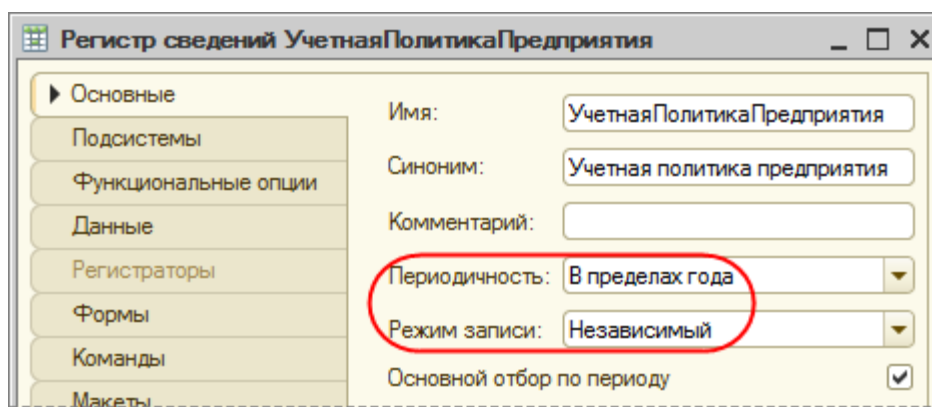 Регистр сведений УчетнаяПолитикаПредприятия
Основные
Подсистемы
Функциональные опции
Данные
Регистраторы
Формы
Команды
Макеты
Имя: УчетнаяПолитикаПредприятия
Синоним: Учетная политика предприятия
Комментарий:
Периодичность: В пределах года
Режим записи: Независимый
Основной отбор по периоду